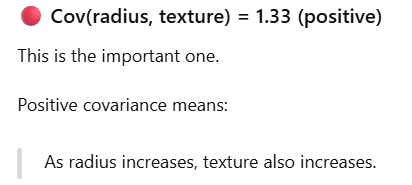 Cov(radius, texture) = 1.33 (positive)
This is the important one.
Positive covariance means:
As radius increases, texture also increases.